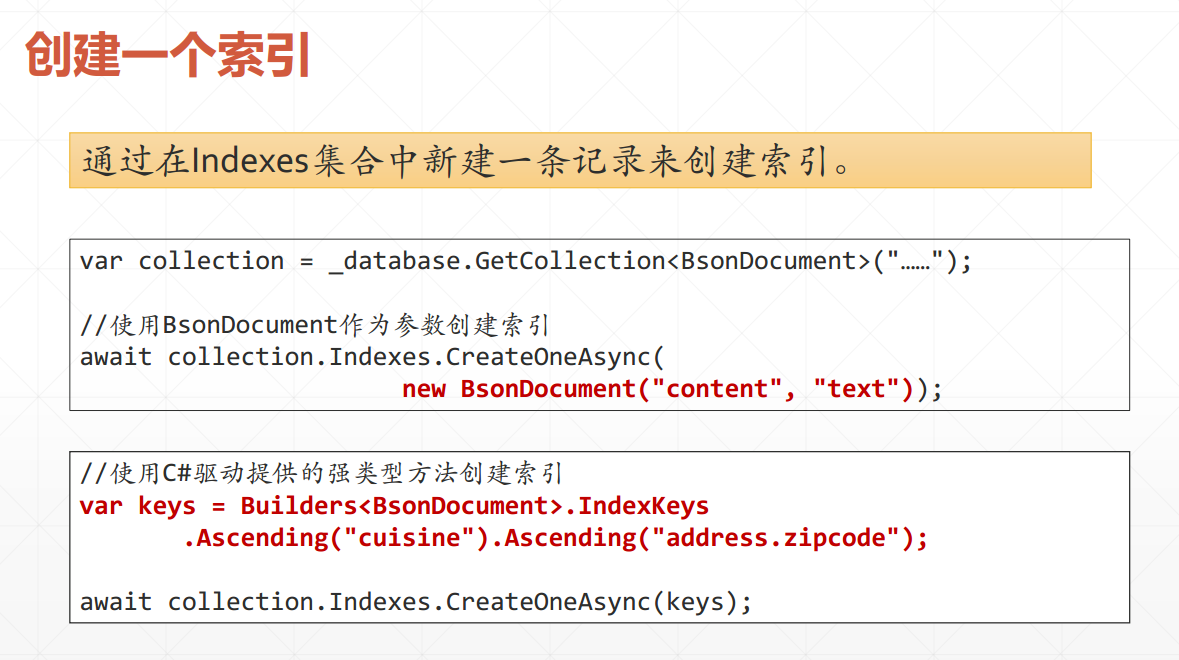 创建一个索引
通过在Indexes集合中新建一条记录来创建索引。
var collection = _database.GetCollection<BsonDocument>("……");
//使用BsonDocument作为参数创建索引
await collection.Indexes.CreateOneAsync(
new BsonDocument("content", "text"));
//使用C#驱动提供的强类型方法创建索引
var keys = Builders<BsonDocument>.IndexKeys
.Ascending("cuisine").Ascending("address.zipcode");
await collection.Indexes.CreateOneAsync(keys);